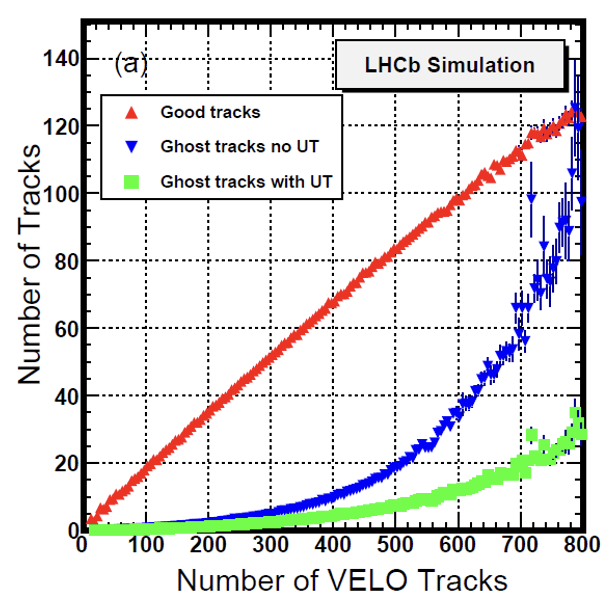 (a)
LHCb Simulation
Good tracks
Ghost tracks no UT
Ghost tracks with UT
Number of Tracks
140
120
100
80
60
40
20
0
100 200 300 400 500 600 700 800
Number of VELO Tracks